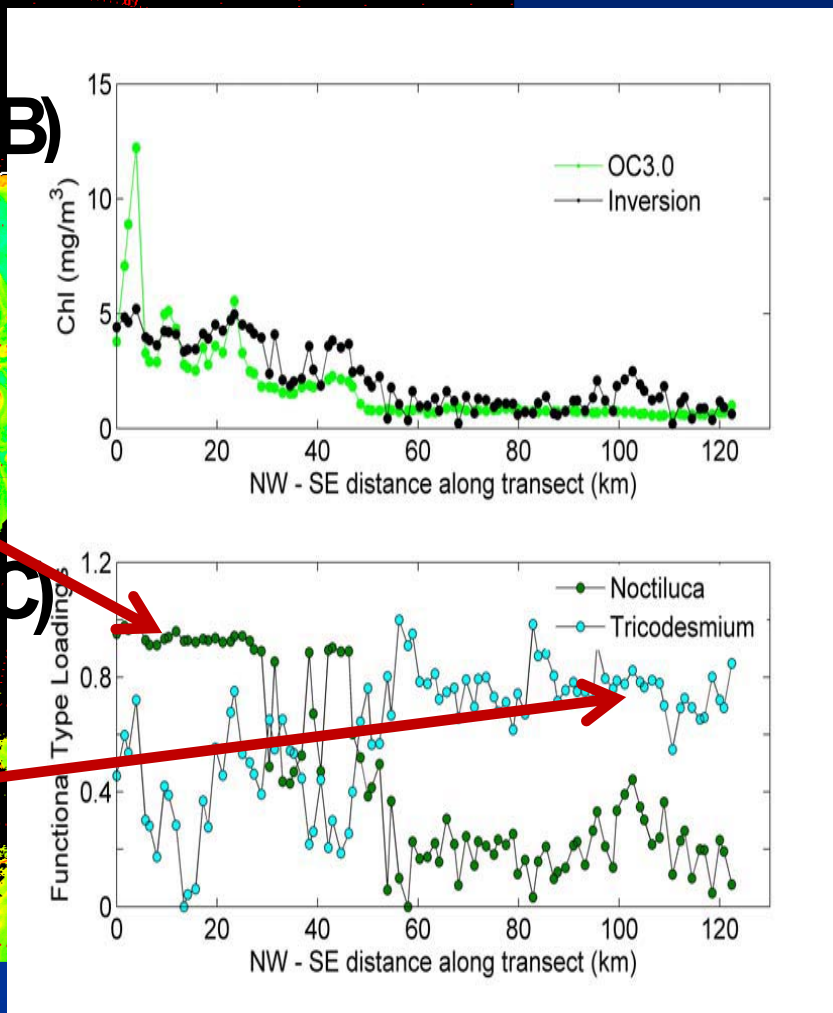 B)
15
10
5
0
Chl (mg/m³)
OC3.0
Inversion
0 20 40 60 80 100 120
NW - SE distance along transect (km)
C)
1.2
0.8
0.4
0
Functional Type Loadings
Noctiluca
Tricodesmium
0 20 40 60 80 100 120
NW - SE distance along transect (km)